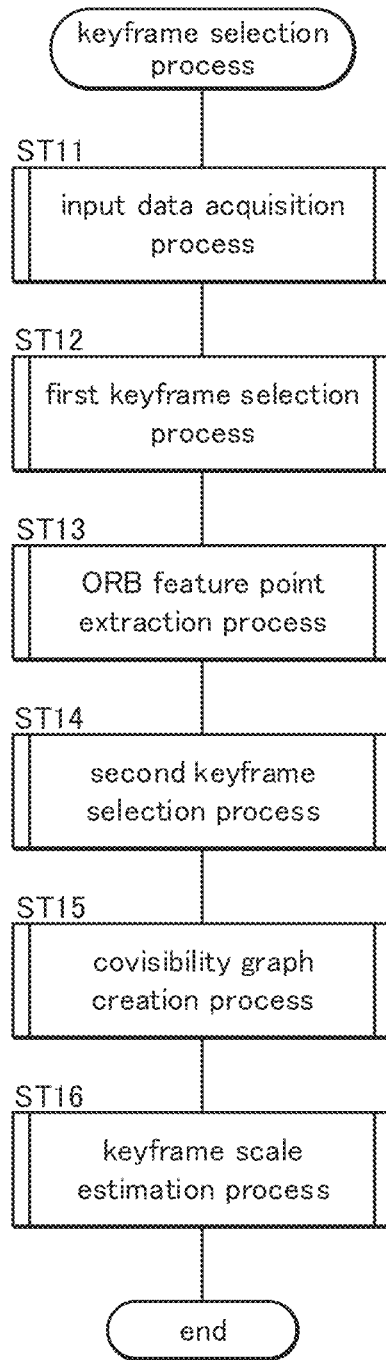 keyframe selection
process
ST11
input data acquisition
process
ST12
first keyframe selection
process
ST13
ORB feature point
extraction process
ST14
second keyframe
selection process
ST15
covisibility graph
creation process
ST16
keyframe scale
estimation process
end